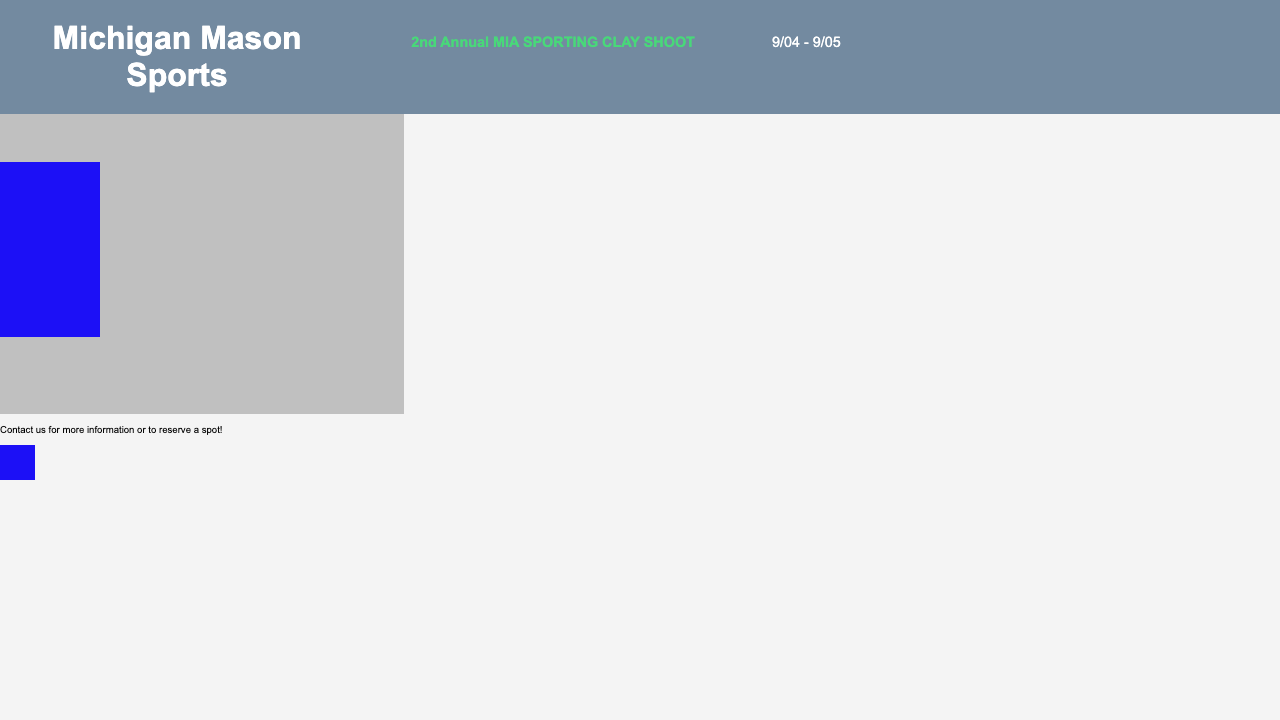 Michigan Mason
Sports
2nd Annual MIA SPORTING CLAY SHOOT
9/04 - 9/05
Contact us for more information or to reserve a spot!